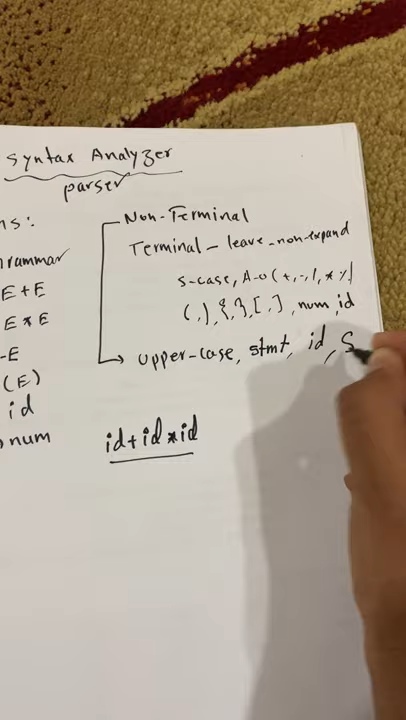 Syntax Analyzer
parser
ns:
Non-Terminal
Terminal - leave - non-expand
rammar
s-case, A-O (+, -, /, * %)
E + E
( , ), {, }, [ , ] , num , id
E * E
-E
upper-case, stmt, id, S
(E)
id
num
id + id * id